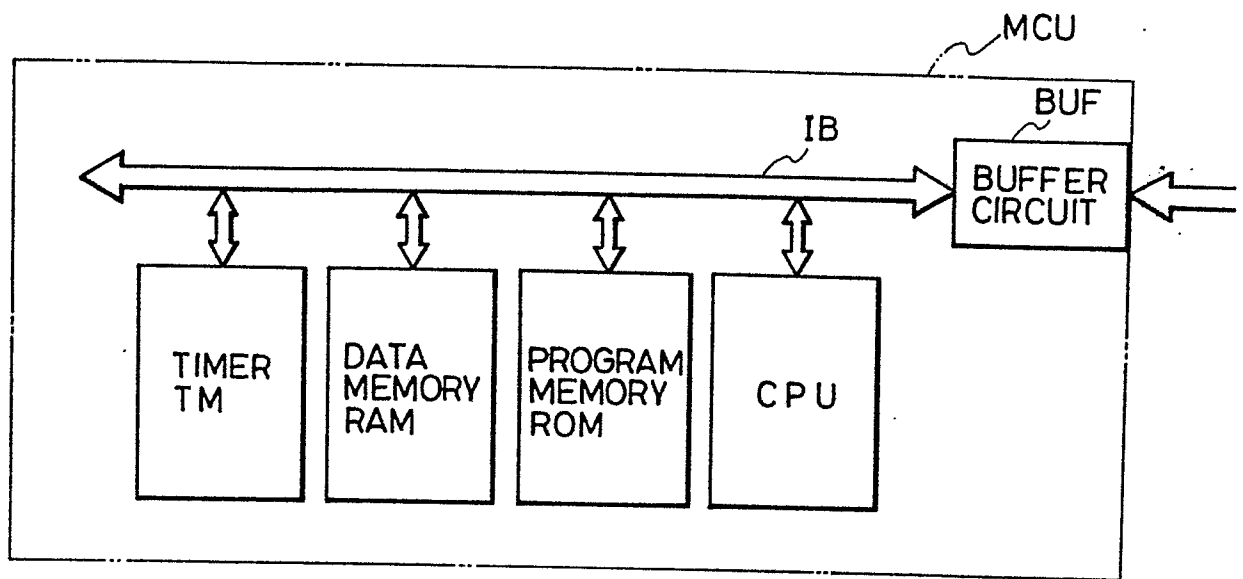 MCU
BUF
IB
BUFFER
CIRCUIT
TIMER
TM
DATA
MEMORY
RAM
PROGRAM
MEMORY
ROM
CPU